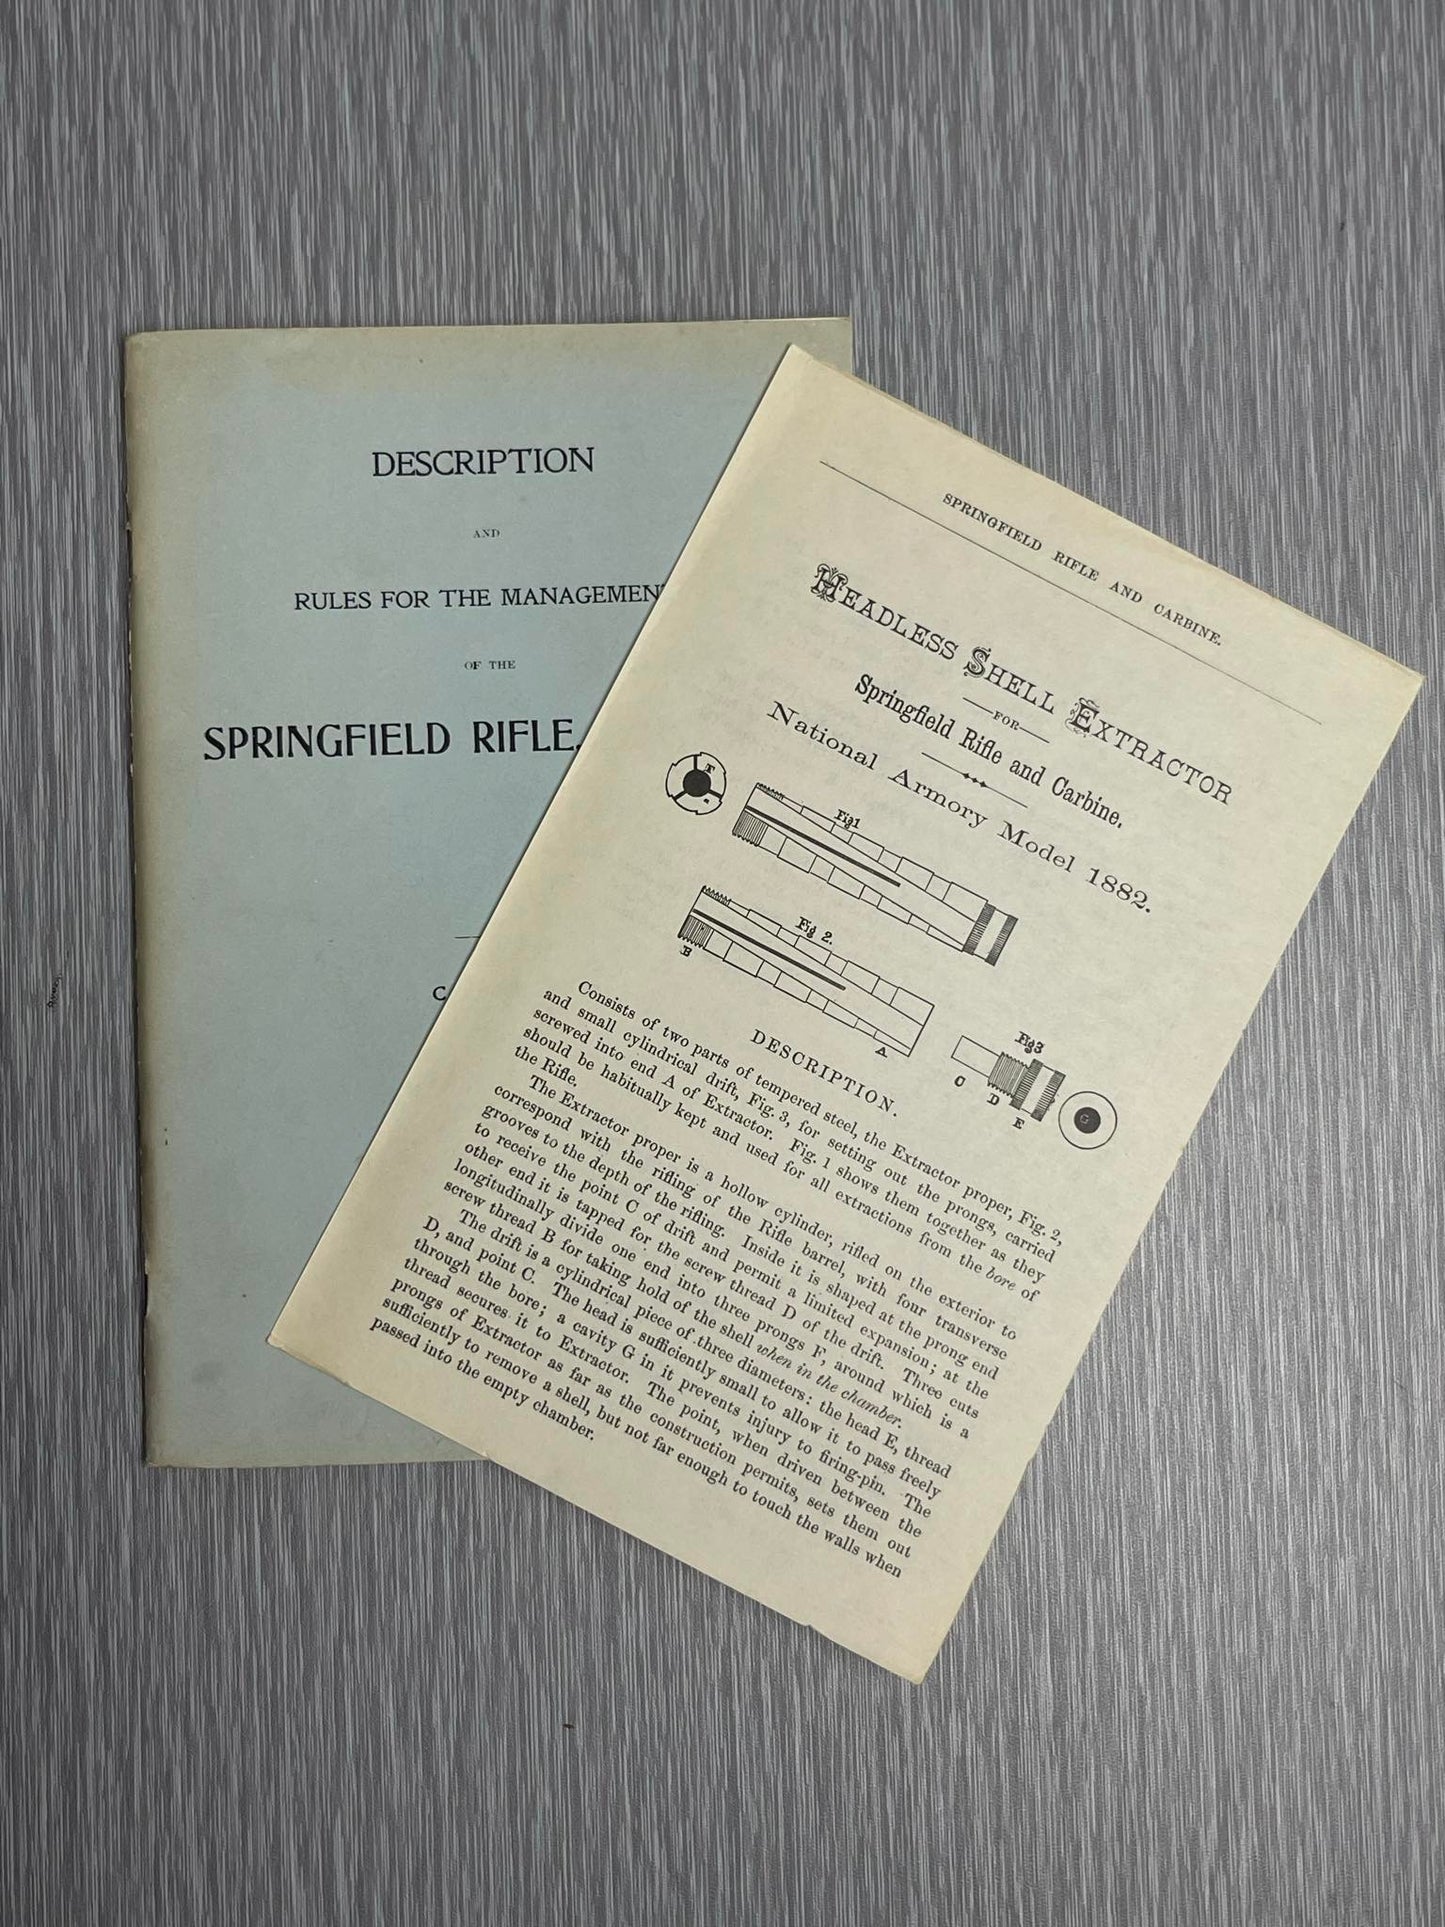 DESCRIPTION
AND
RULES FOR THE MANAGEMENT
OF THE
SPRINGFIELD RIFLE,
SPRINGFIELD RIFLE AND CARBINE.
HEADLESS SHELL EXTRACTOR
FOR
Springfield Rifle and Carbine.
National Armory Model 1882.
Fig 1
Fig 2.
B
A
Fig 3
C
D
E
G
DESCRIPTION.
Consists of two parts of tempered steel, the Extractor proper, Fig. 2,
and small cylindrical drift, Fig. 3, for setting out the prongs, carried
screwed into end A of Extractor. Fig. 1 shows them together as they
should be habitually kept and used for all extractions from the bore of
the Rifle.
The Extractor proper is a hollow cylinder, rifled on the exterior to
correspond with the rifling of the Rifle barrel, with four transverse
grooves to the depth of the rifling. Inside it is shaped at the prong end
to receive the point C of drift and permit a limited expansion; at the
other end it is tapped for the screw thread D of the drift. Three cuts
longitudinally divide one end into three prongs F, around which is a
screw thread B for taking hold of the shell when in the chamber.
The drift is a cylindrical piece of three diameters: the head E, thread
D, and point C. The head is sufficiently small to allow it to pass freely
through the bore; a cavity G in it prevents injury to firing-pin. The
thread secures it to Extractor. The point, when driven between the
prongs of Extractor as far as the construction permits, sets them out
sufficiently to remove a shell, but not far enough to touch the walls when
passed into the empty chamber.